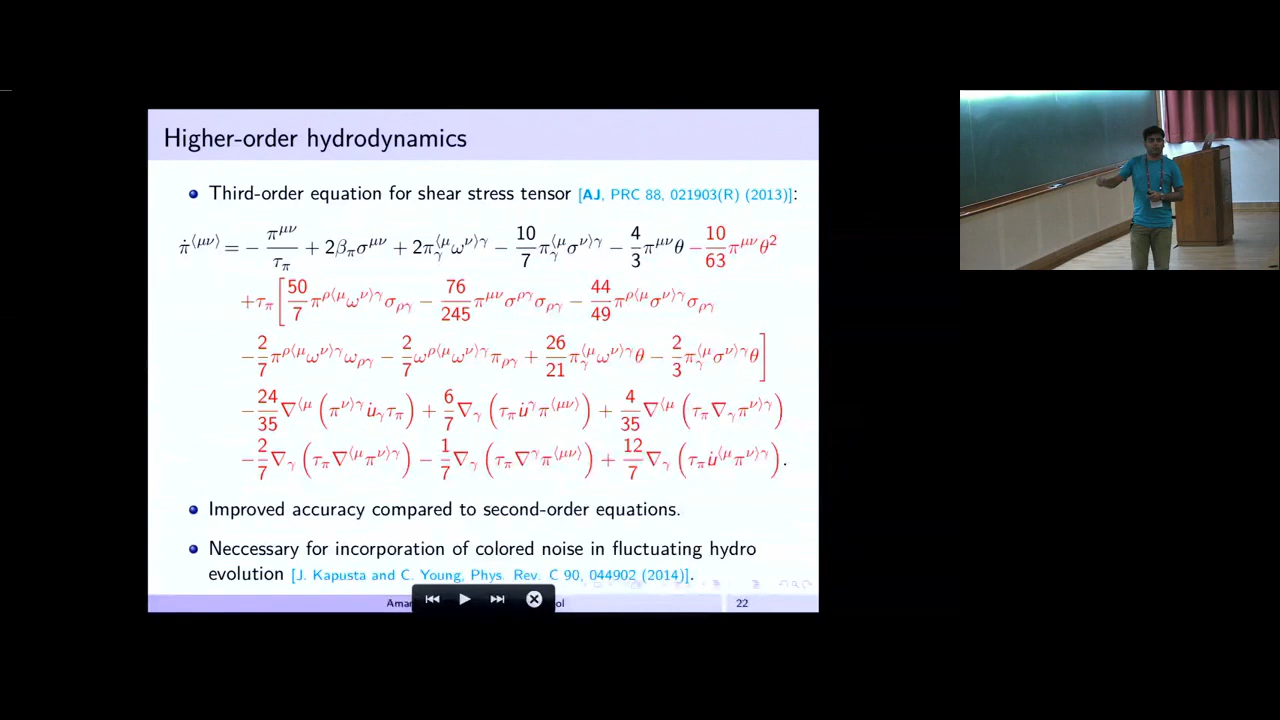 Higher-order hydrodynamics
Third-order equation for shear stress tensor [AJ, PRC 88, 021903(R) (2013)]:
π̇^⟨μν⟩ = − π^μν/τ_π + 2β_π σ^μν + 2π_γ^⟨μ ω^ν⟩γ − 10/7 π_γ^⟨μ σ^ν⟩γ − 4/3 π^μν θ − 10/63 π^μν θ²
+τ_π [ 50/7 π^ρ⟨μ ω^ν⟩γ σ_ργ − 76/245 π^μν σ^ργ σ_ργ − 44/49 π^ρ⟨μ σ^ν⟩γ σ_ργ
− 2/7 π^ρ⟨μ ω^ν⟩γ ω_ργ − 2/7 ω^ρ⟨μ ω^ν⟩γ π_ργ + 26/21 π_γ^⟨μ ω^ν⟩γ θ − 2/3 π_γ^⟨μ σ^ν⟩γ θ ]
− 24/35 ∇^⟨μ ( π^ν⟩γ u̇_γ τ_π ) + 6/7 ∇_γ ( τ_π u̇^γ π^⟨μν⟩ ) + 4/35 ∇^⟨μ ( τ_π ∇_γ π^ν⟩γ )
− 2/7 ∇_γ ( τ_π ∇^⟨μ π^ν⟩γ ) − 1/7 ∇_γ ( τ_π ∇^γ π^⟨μν⟩ ) + 12/7 ∇_γ ( τ_π u̇^⟨μ π^ν⟩γ ).
Improved accuracy compared to second-order equations.
Neccessary for incorporation of colored noise in fluctuating hydro
evolution [J. Kapusta and C. Young, Phys. Rev. C 90, 044902 (2014)].
Amar ol 22